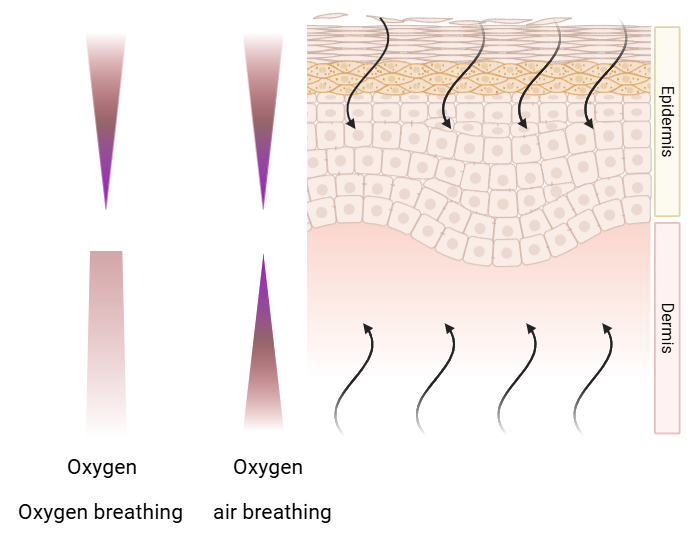 Epidermis
Dermis
Oxygen
Oxygen
Oxygen breathing
air breathing